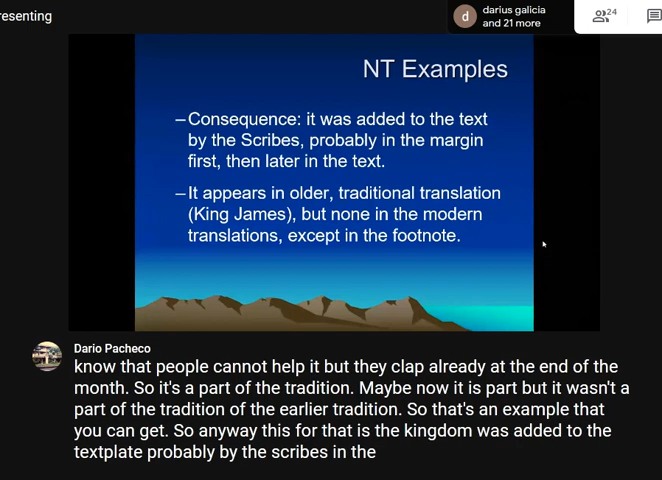 resenting
d
darius galicia
and 21 more
24
NT Examples
–Consequence: it was added to the text
by the Scribes, probably in the margin
first, then later in the text.
–It appears in older, traditional translation
(King James), but none in the modern
translations, except in the footnote.
Dario Pacheco
know that people cannot help it but they clap already at the end of the
month. So it's a part of the tradition. Maybe now it is part but it wasn't a
part of the tradition of the earlier tradition. So that's an example that
you can get. So anyway this for that is the kingdom was added to the
textplate probably by the scribes in the